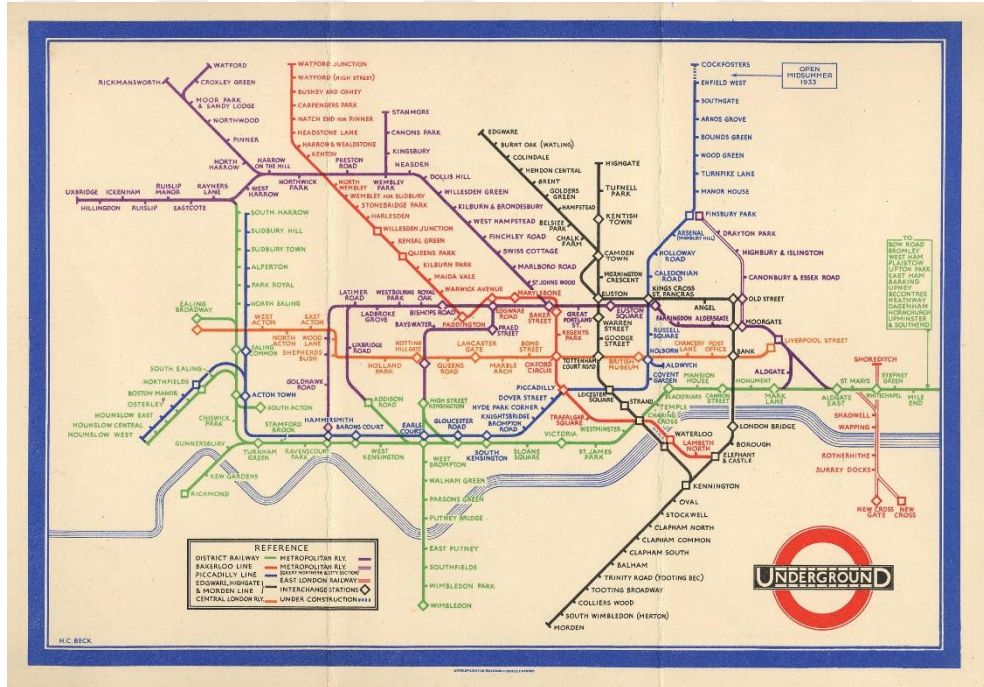 COCKFOSTERS
OPEN
MIDSUMMER
1933
ENFIELD WEST
SOUTHGATE
ARNOS GROVE
BOUNDS GREEN
WOOD GREEN
TURNPIKE LANE
MANOR HOUSE
FINSBURY PARK
ARSENAL
(HIGHBURY HILL)
HOLLOWAY
ROAD
CALEDONIAN
ROAD
KINGS CROSS
ST. PANCRAS
DRAYTON PARK
HIGHBURY & ISLINGTON
CANONBURY & ESSEX ROAD
OLD STREET
MOORGATE
WATFORD
CROXLEY GREEN
RICKMANSWORTH
MOOR PARK
& SANDY LODGE
NORTHWOOD
PINNER
NORTH
HARROW
HARROW
ON THE HILL
WEST
HARROW
RAYNERS
LANE
EASTCOTE
RUISLIP
MANOR
RUISLIP
ICKENHAM
HILLINGDON
UXBRIDGE
NORTHWICK
PARK
PRESTON
ROAD
WEMBLEY
PARK
STANMORE
CANONS PARK
KINGSBURY
NEASDEN
DOLLIS HILL
WILLESDEN GREEN
KILBURN & BRONDESBURY
WEST HAMPSTEAD
FINCHLEY ROAD
SWISS COTTAGE
MARLBORO ROAD
ST JOHNS WOOD
WATFORD JUNCTION
WATFORD (HIGH STREET)
BUSHEY AND OXHEY
CARPENDERS PARK
HATCH END FOR PINNER
HEADSTONE LANE
HARROW & WEALDSTONE
KENTON
NORTH
WEMBLEY
WEMBLEY FOR SUDBURY
STONEBRIDGE PARK
HARLESDEN
WILLESDEN JUNCTION
KENSAL GREEN
QUEENS PARK
KILBURN PARK
MAIDA VALE
WARWICK AVENUE
PADDINGTON
EDGWARE
ROAD
MARYLEBONE
BAKER
STREET
REGENTS
PARK
OXFORD
CIRCUS
EDGWARE
BURNT OAK (WATLING)
COLINDALE
HENDON CENTRAL
BRENT
GOLDERS
GREEN
HAMPSTEAD
BELSIZE
PARK
CHALK
FARM
HIGHGATE
TUFNELL
PARK
KENTISH
TOWN
CAMDEN
TOWN
MORNINGTON
CRESCENT
EUSTON
WARREN
STREET
GOODGE
STREET
TOTTENHAM
COURT ROAD
LEICESTER
SQUARE
STRAND
SOUTH HARROW
SUDBURY HILL
SUDBURY TOWN
ALPERTON
PARK ROYAL
NORTH EALING
EALING
BROADWAY
EALING
COMMON
WEST
ACTON
NORTH
ACTON
EAST
ACTON
WOOD
LANE
SHEPHERDS
BUSH
HOLLAND
PARK
NOTTING
HILL GATE
QUEENS
ROAD
LANCASTER
GATE
MARBLE
ARCH
BOND
STREET
BRITISH
MUSEUM
CHANCERY
LANE
POST
OFFICE
BANK
LIVERPOOL STREET
LATIMER
ROAD
LADBROKE
GROVE
WESTBOURNE
PARK
ROYAL
OAK
BISHOPS ROAD
BAYSWATER
PRAED
STREET
UXBRIDGE
ROAD
GREAT
PORTLAND
ST.
EUSTON
SQUARE
FARRINGDON
ALDERSGATE
ANGEL
RUSSELL
SQUARE
HOLBORN
ALDWYCH
COVENT
GARDEN
ALDGATE
GOLDHAWK
ROAD
HAMMERSMITH
ADDISON
ROAD
HIGH STREET
KENSINGTON
PICCADILLY
DOVER STREET
HYDE PARK CORNER
KNIGHTSBRIDGE
BROMPTON
ROAD
SOUTH
KENSINGTON
GLOUCESTER
ROAD
EARLS
COURT
BARONS COURT
SOUTH EALING
NORTHFIELDS
BOSTON MANOR
OSTERLEY
HOUNSLOW EAST
HOUNSLOW CENTRAL
HOUNSLOW WEST
ACTON TOWN
SOUTH ACTON
CHISWICK
PARK
GUNNERSBURY
KEW GARDENS
RICHMOND
TURNHAM
GREEN
STAMFORD
BROOK
RAVENSCOURT
PARK
WEST
KENSINGTON
WEST
BROMPTON
WALHAM GREEN
PARSONS GREEN
PUTNEY BRIDGE
EAST PUTNEY
SOUTHFIELDS
WIMBLEDON PARK
WIMBLEDON
SLOANE
SQUARE
VICTORIA
ST. JAMES
PARK
WESTMINSTER
CHARING
CROSS
TEMPLE
BLACKFRIARS
MANSION
HOUSE
CANNON
STREET
MONUMENT
MARK
LANE
ALDGATE
EAST
ST. MARYS
WHITECHAPEL
STEPNEY
GREEN
MILE
END
TO
BOW ROAD
BROMLEY
WEST HAM
PLAISTOW
UPTON PARK
EAST HAM
BARKING
UPNEY
BECONTREE
HEATHWAY
DAGENHAM
HORNCHURCH
UPMINSTER
& SOUTHEND
SHOREDITCH
SHADWELL
WAPPING
ROTHERHITHE
SURREY DOCKS
NEW CROSS
GATE
NEW
CROSS
TRAFALGAR
SQUARE
WATERLOO
LAMBETH
NORTH
ELEPHANT
& CASTLE
LONDON BRIDGE
BOROUGH
KENNINGTON
OVAL
STOCKWELL
CLAPHAM NORTH
CLAPHAM COMMON
CLAPHAM SOUTH
BALHAM
TRINITY ROAD (TOOTING BEC)
TOOTING BROADWAY
COLLIERS WOOD
SOUTH WIMBLEDON (MERTON)
MORDEN
REFERENCE
DISTRICT RAILWAY
BAKERLOO LINE
PICCADILLY LINE
EDGWARE, HIGHGATE
& MORDEN LINE
CENTRAL LONDON RLY.
METROPOLITAN RLY.
METROPOLITAN RLY.
(GREAT NORTHERN & CITY SECTION)
EAST LONDON RAILWAY
INTERCHANGE STATIONS
UNDER CONSTRUCTION
UNDERGROUND
H.C. BECK